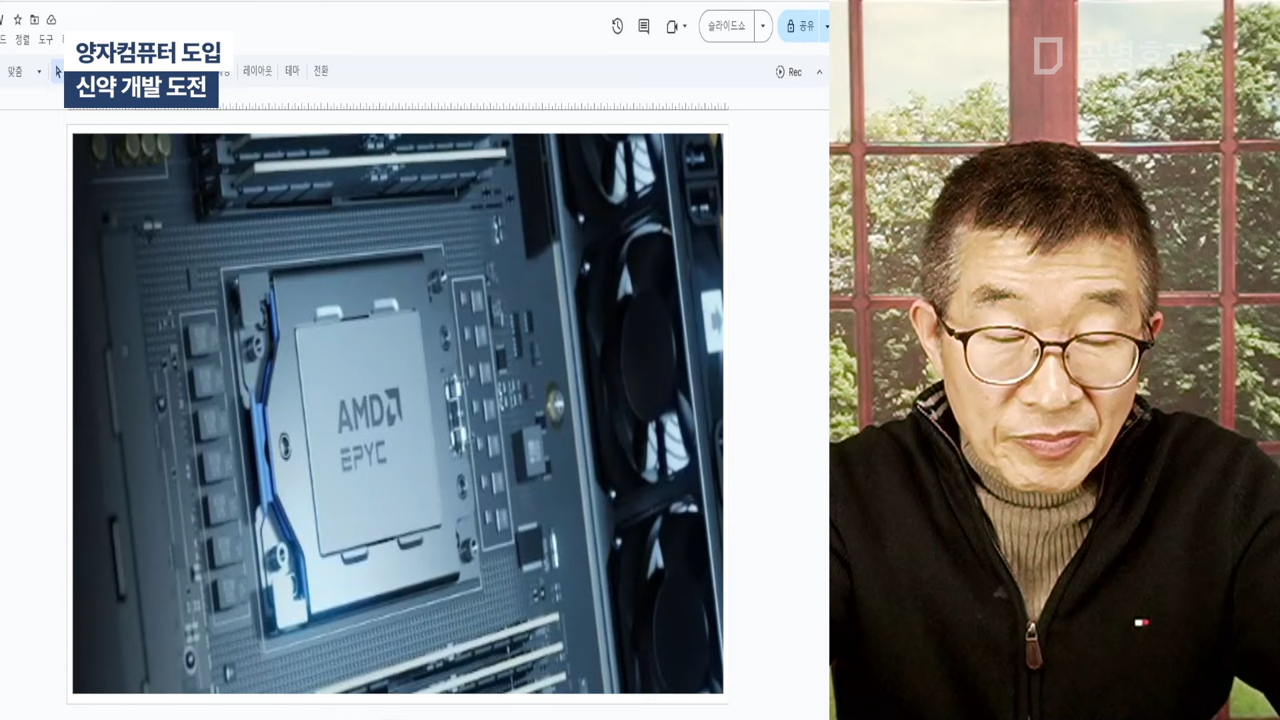 정렬 도구
슬라이드쇼
공유
양자컴퓨터 도입
신약 개발 도전
맞춤
레이아웃
테마
전환
Rec
AMD
EPYC